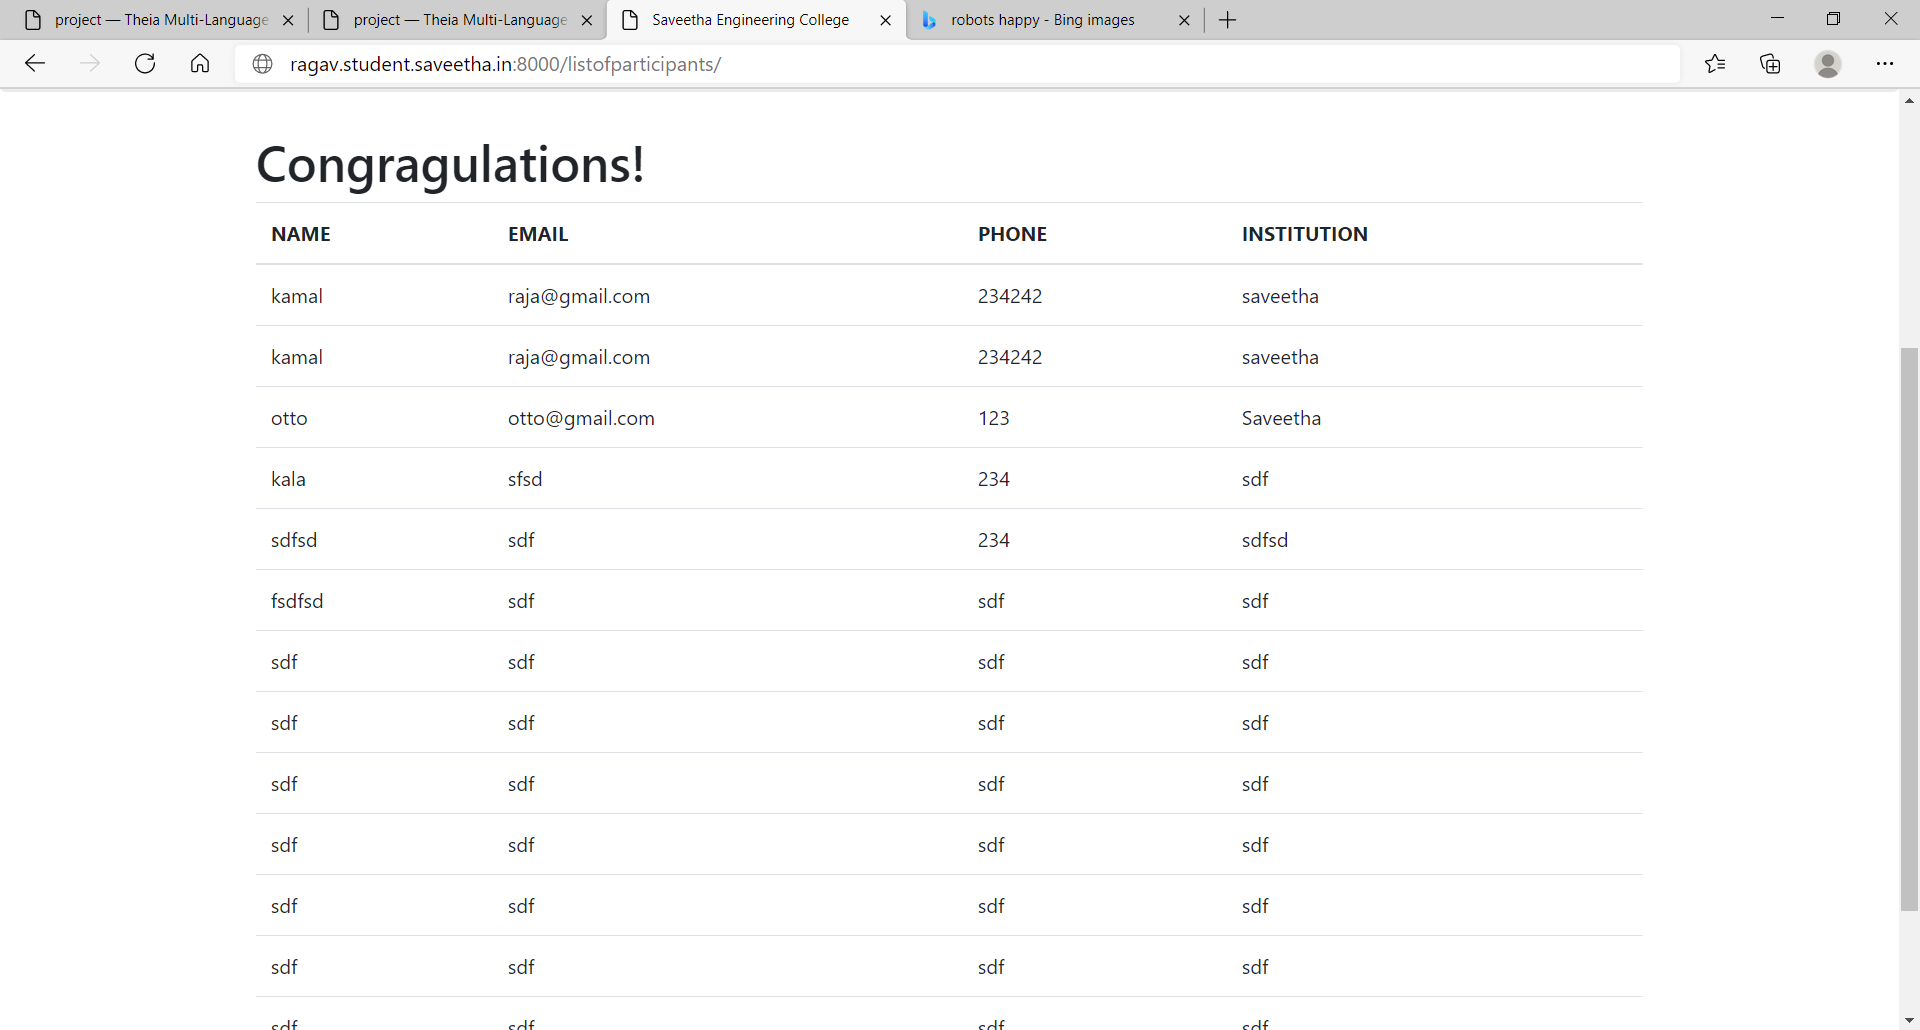 project — Theia Multi-Language project — Theia Multi-Language Saveetha Engineering College robots happy - Bing images
ragav.student.saveetha.in:8000/listofparticipants/
Congragulations!
NAME EMAIL PHONE INSTITUTION
kamal raja@gmail.com 234242 saveetha
kamal raja@gmail.com 234242 saveetha
otto otto@gmail.com 123 Saveetha
kala sfsd 234 sdf
sdfsd sdf 234 sdfsd
fsdfsd sdf sdf sdf
sdf sdf sdf sdf
sdf sdf sdf sdf
sdf sdf sdf sdf
sdf sdf sdf sdf
sdf sdf sdf sdf
sdf sdf sdf sdf
sdf sdf sdf sdf